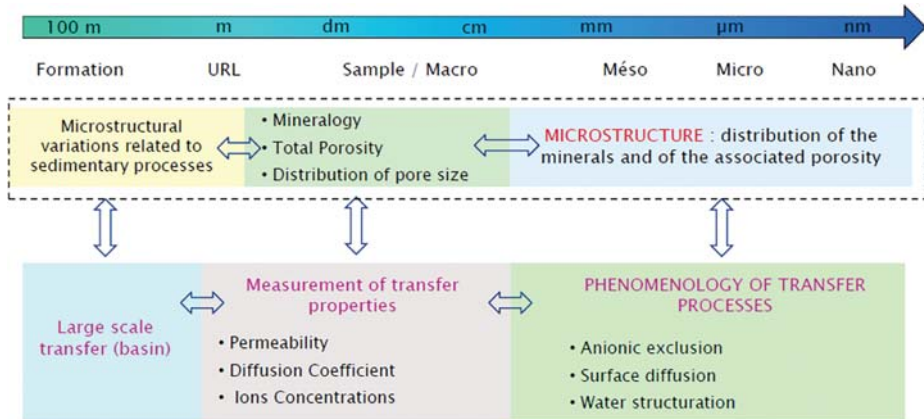 100 m m dm cm mm µm nm
Formation URL Sample / Macro Méso Micro Nano
Microstructural
variations related to
sedimentary processes
• Mineralogy
• Total Porosity
• Distribution of pore size
MICROSTRUCTURE : distribution of the
minerals and of the associated porosity
Large scale
transfer (basin)
Measurement of transfer
properties
• Permeability
• Diffusion Coefficient
• Ions Concentrations
PHENOMENOLOGY OF TRANSFER
PROCESSES
• Anionic exclusion
• Surface diffusion
• Water structuration